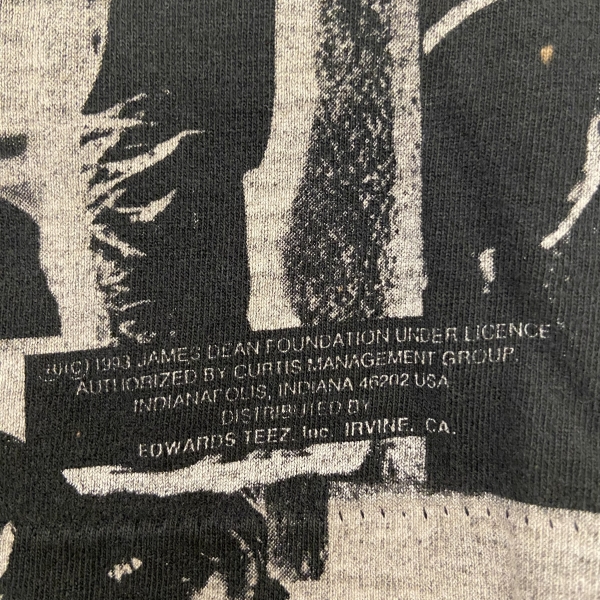 ®/(C) 1993 JAMES DEAN FOUNDATION UNDER LICENCE
AUTHORIZED BY CURTIS MANAGEMENT GROUP.
INDIANAPOLIS, INDIANA 46202 USA
DISTRIBUTED BY
EDWARDS TEEZ, Inc. IRVINE, CA.